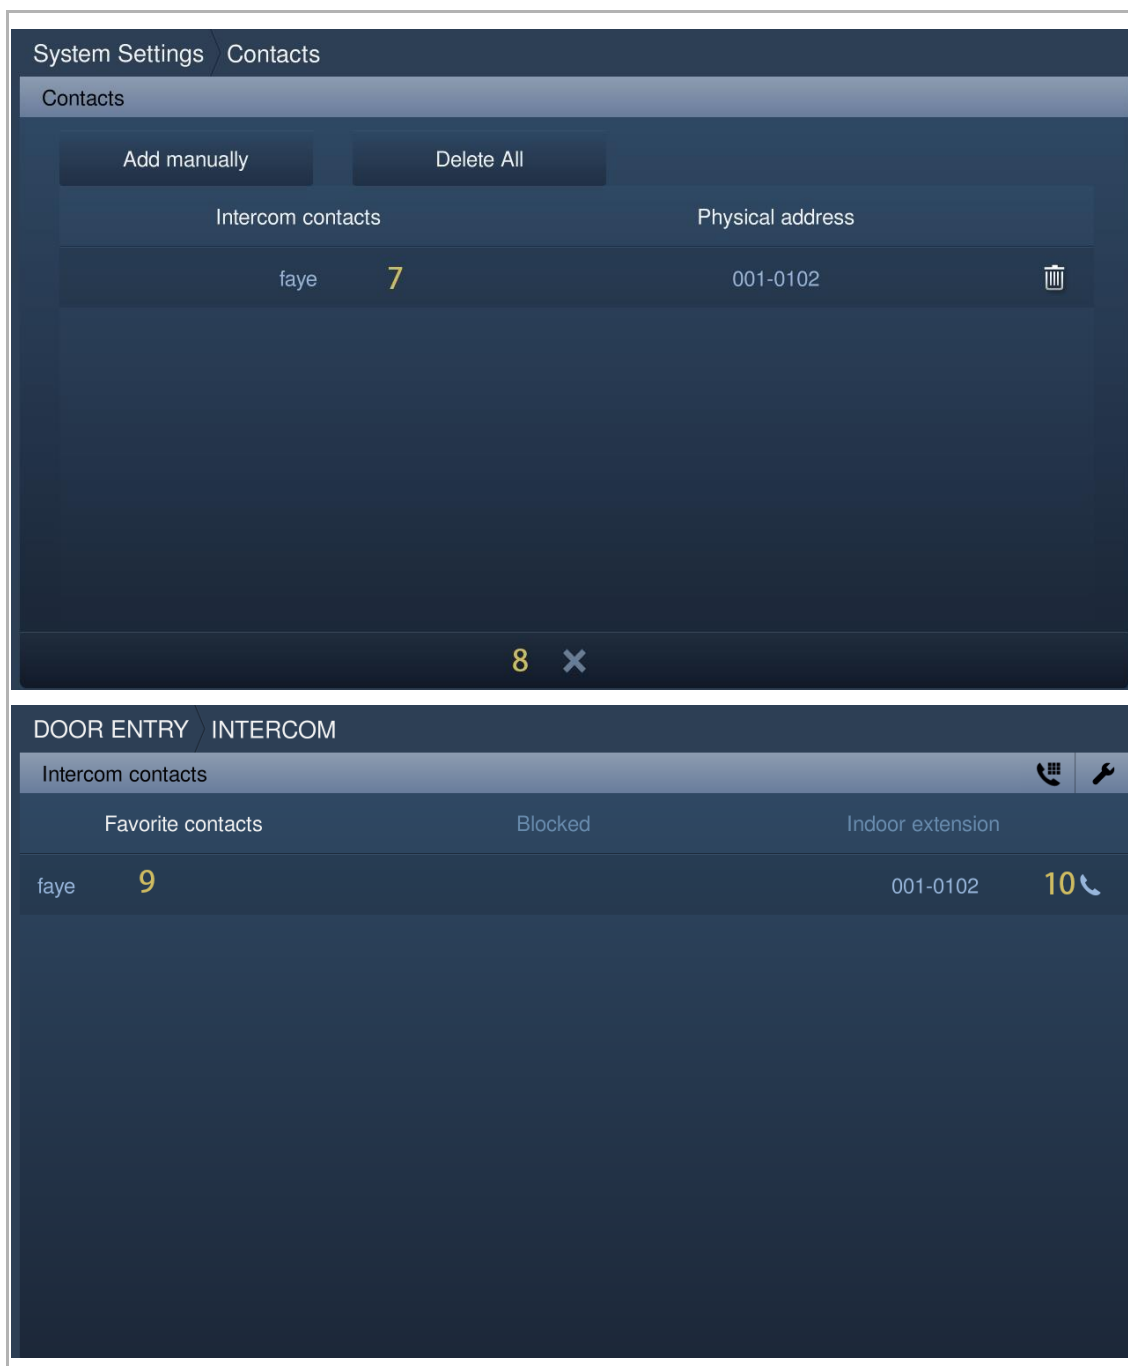 System Settings Contacts
Contacts
Add manually Delete All
Intercom contacts Physical address
faye 7 001-0102
8
DOOR ENTRY INTERCOM
Intercom contacts
Favorite contacts Blocked Indoor extension
faye 9 001-0102 10